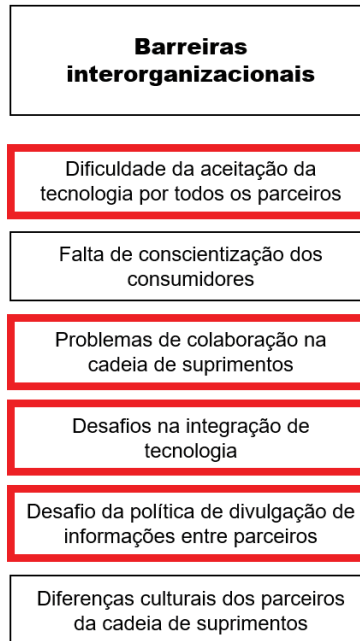 Barreiras
interorganizacionais
Dificuldade da aceitação da
tecnologia por todos os parceiros
Falta de conscientização dos
consumidores
Problemas de colaboração na
cadeia de suprimentos
Desafios na integração de
tecnologia
Desafio da política de divulgação de
informações entre parceiros
Diferenças culturais dos parceiros
da cadeia de suprimentos